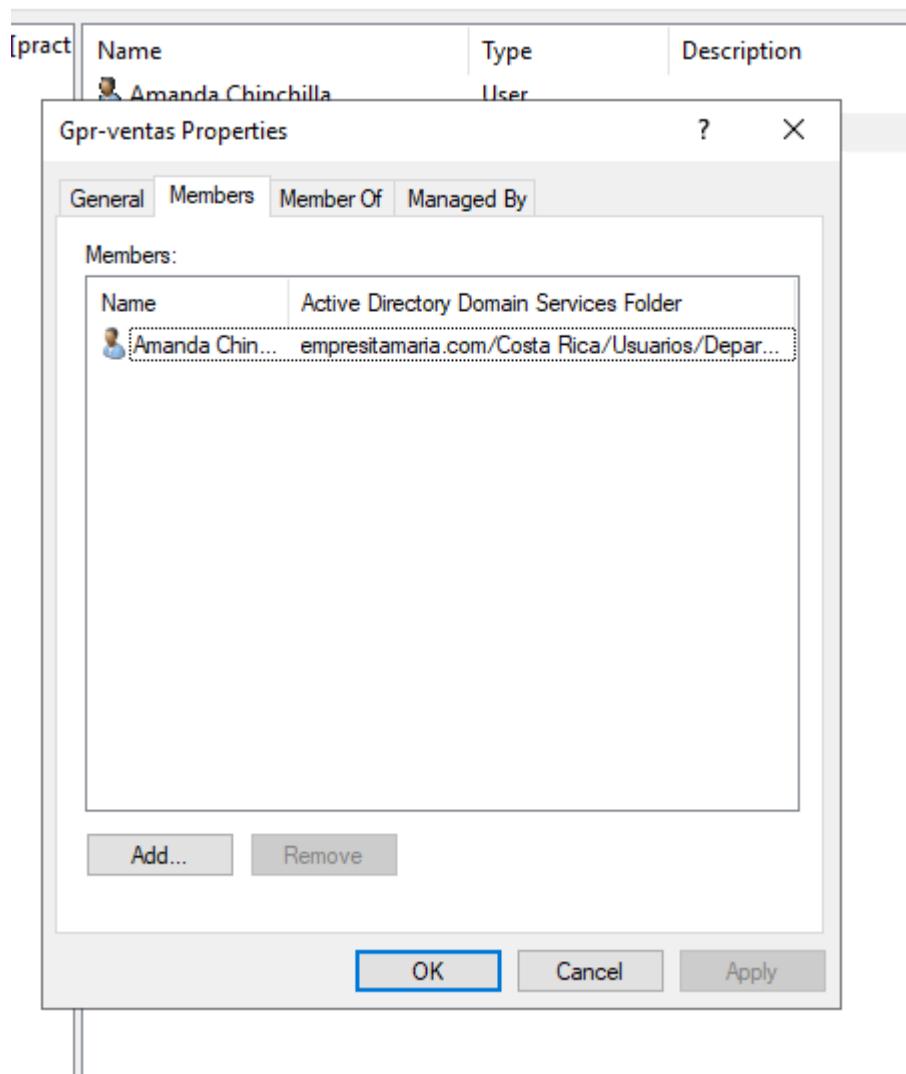 [pract
Name Type Description
Amanda Chinchilla User
Gpr-ventas Properties ? X
General Members Member Of Managed By
Members:
Name Active Directory Domain Services Folder
Amanda Chin... empresitamaria.com/Costa Rica/Usuarios/Depar...
Add... Remove
OK Cancel Apply